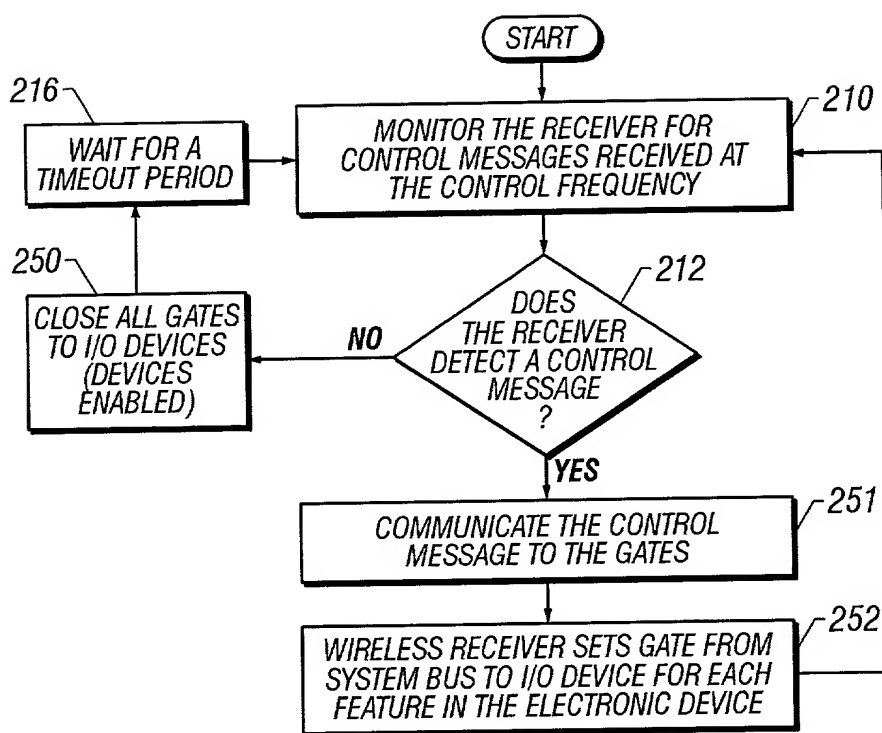 START
216
WAIT FOR A
TIMEOUT PERIOD
210
MONITOR THE RECEIVER FOR
CONTROL MESSAGES RECEIVED AT
THE CONTROL FREQUENCY
250
CLOSE ALL GATES
TO I/O DEVICES
(DEVICES
ENABLED)
NO
212
DOES
THE RECEIVER
DETECT A CONTROL
MESSAGE
?
YES
251
COMMUNICATE THE CONTROL
MESSAGE TO THE GATES
252
WIRELESS RECEIVER SETS GATE FROM
SYSTEM BUS TO I/O DEVICE FOR EACH
FEATURE IN THE ELECTRONIC DEVICE